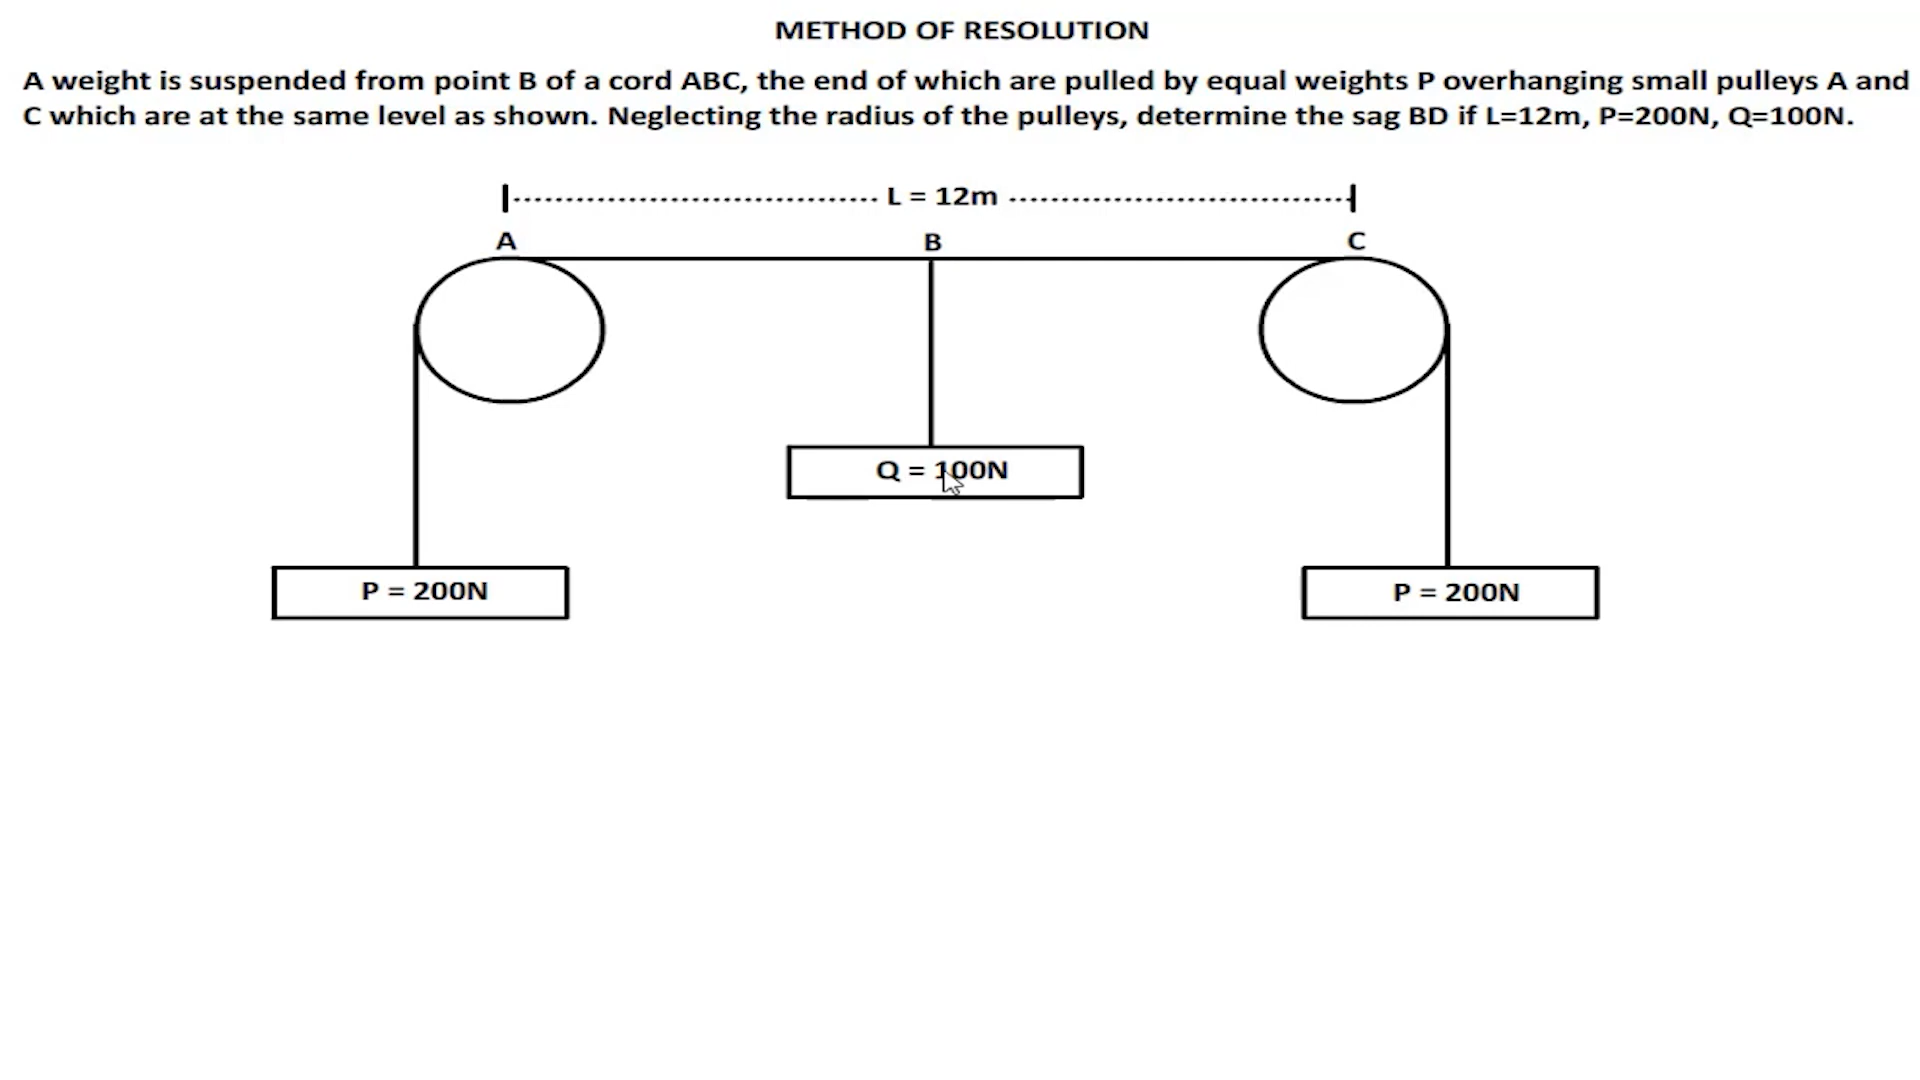 METHOD OF RESOLUTION
A weight is suspended from point B of a cord ABC, the end of which are pulled by equal weights P overhanging small pulleys A and
C which are at the same level as shown. Neglecting the radius of the pulleys, determine the sag BD if L=12m, P=200N, Q=100N.
L = 12m
A
B
C
Q = 100N
P = 200N
P = 200N